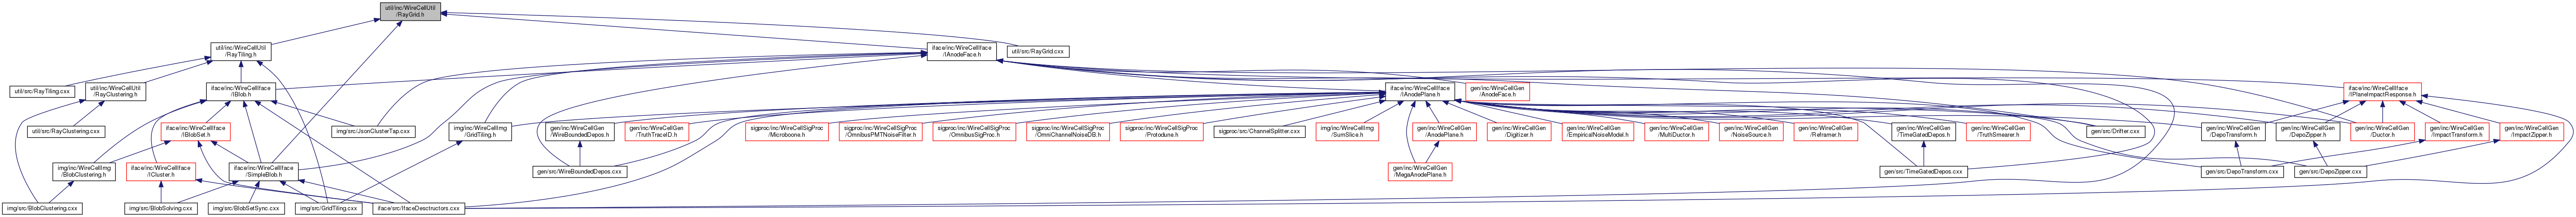 util/inc/WireCellUtil
/RayGrid.h
util/inc/WireCellUtil
/RayTiling.h
iface/inc/WireCellIface
/IAnodeFace.h
util/src/RayGrid.cxx
util/src/RayTiling.cxx
util/inc/WireCellUtil
/RayClustering.h
iface/inc/WireCellIface
/IBlob.h
iface/inc/WireCellIface
/IAnodePlane.h
gen/inc/WireCellGen
/AnodeFace.h
iface/inc/WireCellIface
/IPlaneImpactResponse.h
util/src/RayClustering.cxx
iface/inc/WireCellIface
/IBlobSet.h
img/src/JsonClusterTap.cxx
img/inc/WireCellImg
/GridTiling.h
gen/inc/WireCellGen
/WireBoundedDepos.h
gen/inc/WireCellGen
/TruthTraceID.h
sigproc/inc/WireCellSigProc
/Microboone.h
sigproc/inc/WireCellSigProc
/OmnibusPMTNoiseFilter.h
sigproc/inc/WireCellSigProc
/OmnibusSigProc.h
sigproc/inc/WireCellSigProc
/OmniChannelNoiseDB.h
sigproc/inc/WireCellSigProc
/Protodune.h
sigproc/src/ChannelSplitter.cxx
img/inc/WireCellImg
/SumSlice.h
gen/inc/WireCellGen
/AnodePlane.h
gen/inc/WireCellGen
/Digitizer.h
gen/inc/WireCellGen
/EmpiricalNoiseModel.h
gen/inc/WireCellGen
/MultiDuctor.h
gen/inc/WireCellGen
/NoiseSource.h
gen/inc/WireCellGen
/Reframer.h
gen/inc/WireCellGen
/TimeGatedDepos.h
gen/inc/WireCellGen
/TruthSmearer.h
gen/src/Drifter.cxx
gen/inc/WireCellGen
/DepoTransform.h
gen/inc/WireCellGen
/DepoZipper.h
gen/inc/WireCellGen
/Ductor.h
gen/inc/WireCellGen
/ImpactTransform.h
gen/inc/WireCellGen
/ImpactZipper.h
img/inc/WireCellImg
/BlobClustering.h
iface/inc/WireCellIface
/ICluster.h
iface/inc/WireCellIface
/SimpleBlob.h
gen/src/WireBoundedDepos.cxx
gen/inc/WireCellGen
/MegaAnodePlane.h
gen/src/TimeGatedDepos.cxx
gen/src/DepoTransform.cxx
gen/src/DepoZipper.cxx
img/src/BlobClustering.cxx
img/src/BlobSolving.cxx
img/src/BlobSetSync.cxx
img/src/GridTiling.cxx
iface/src/IfaceDesctructors.cxx